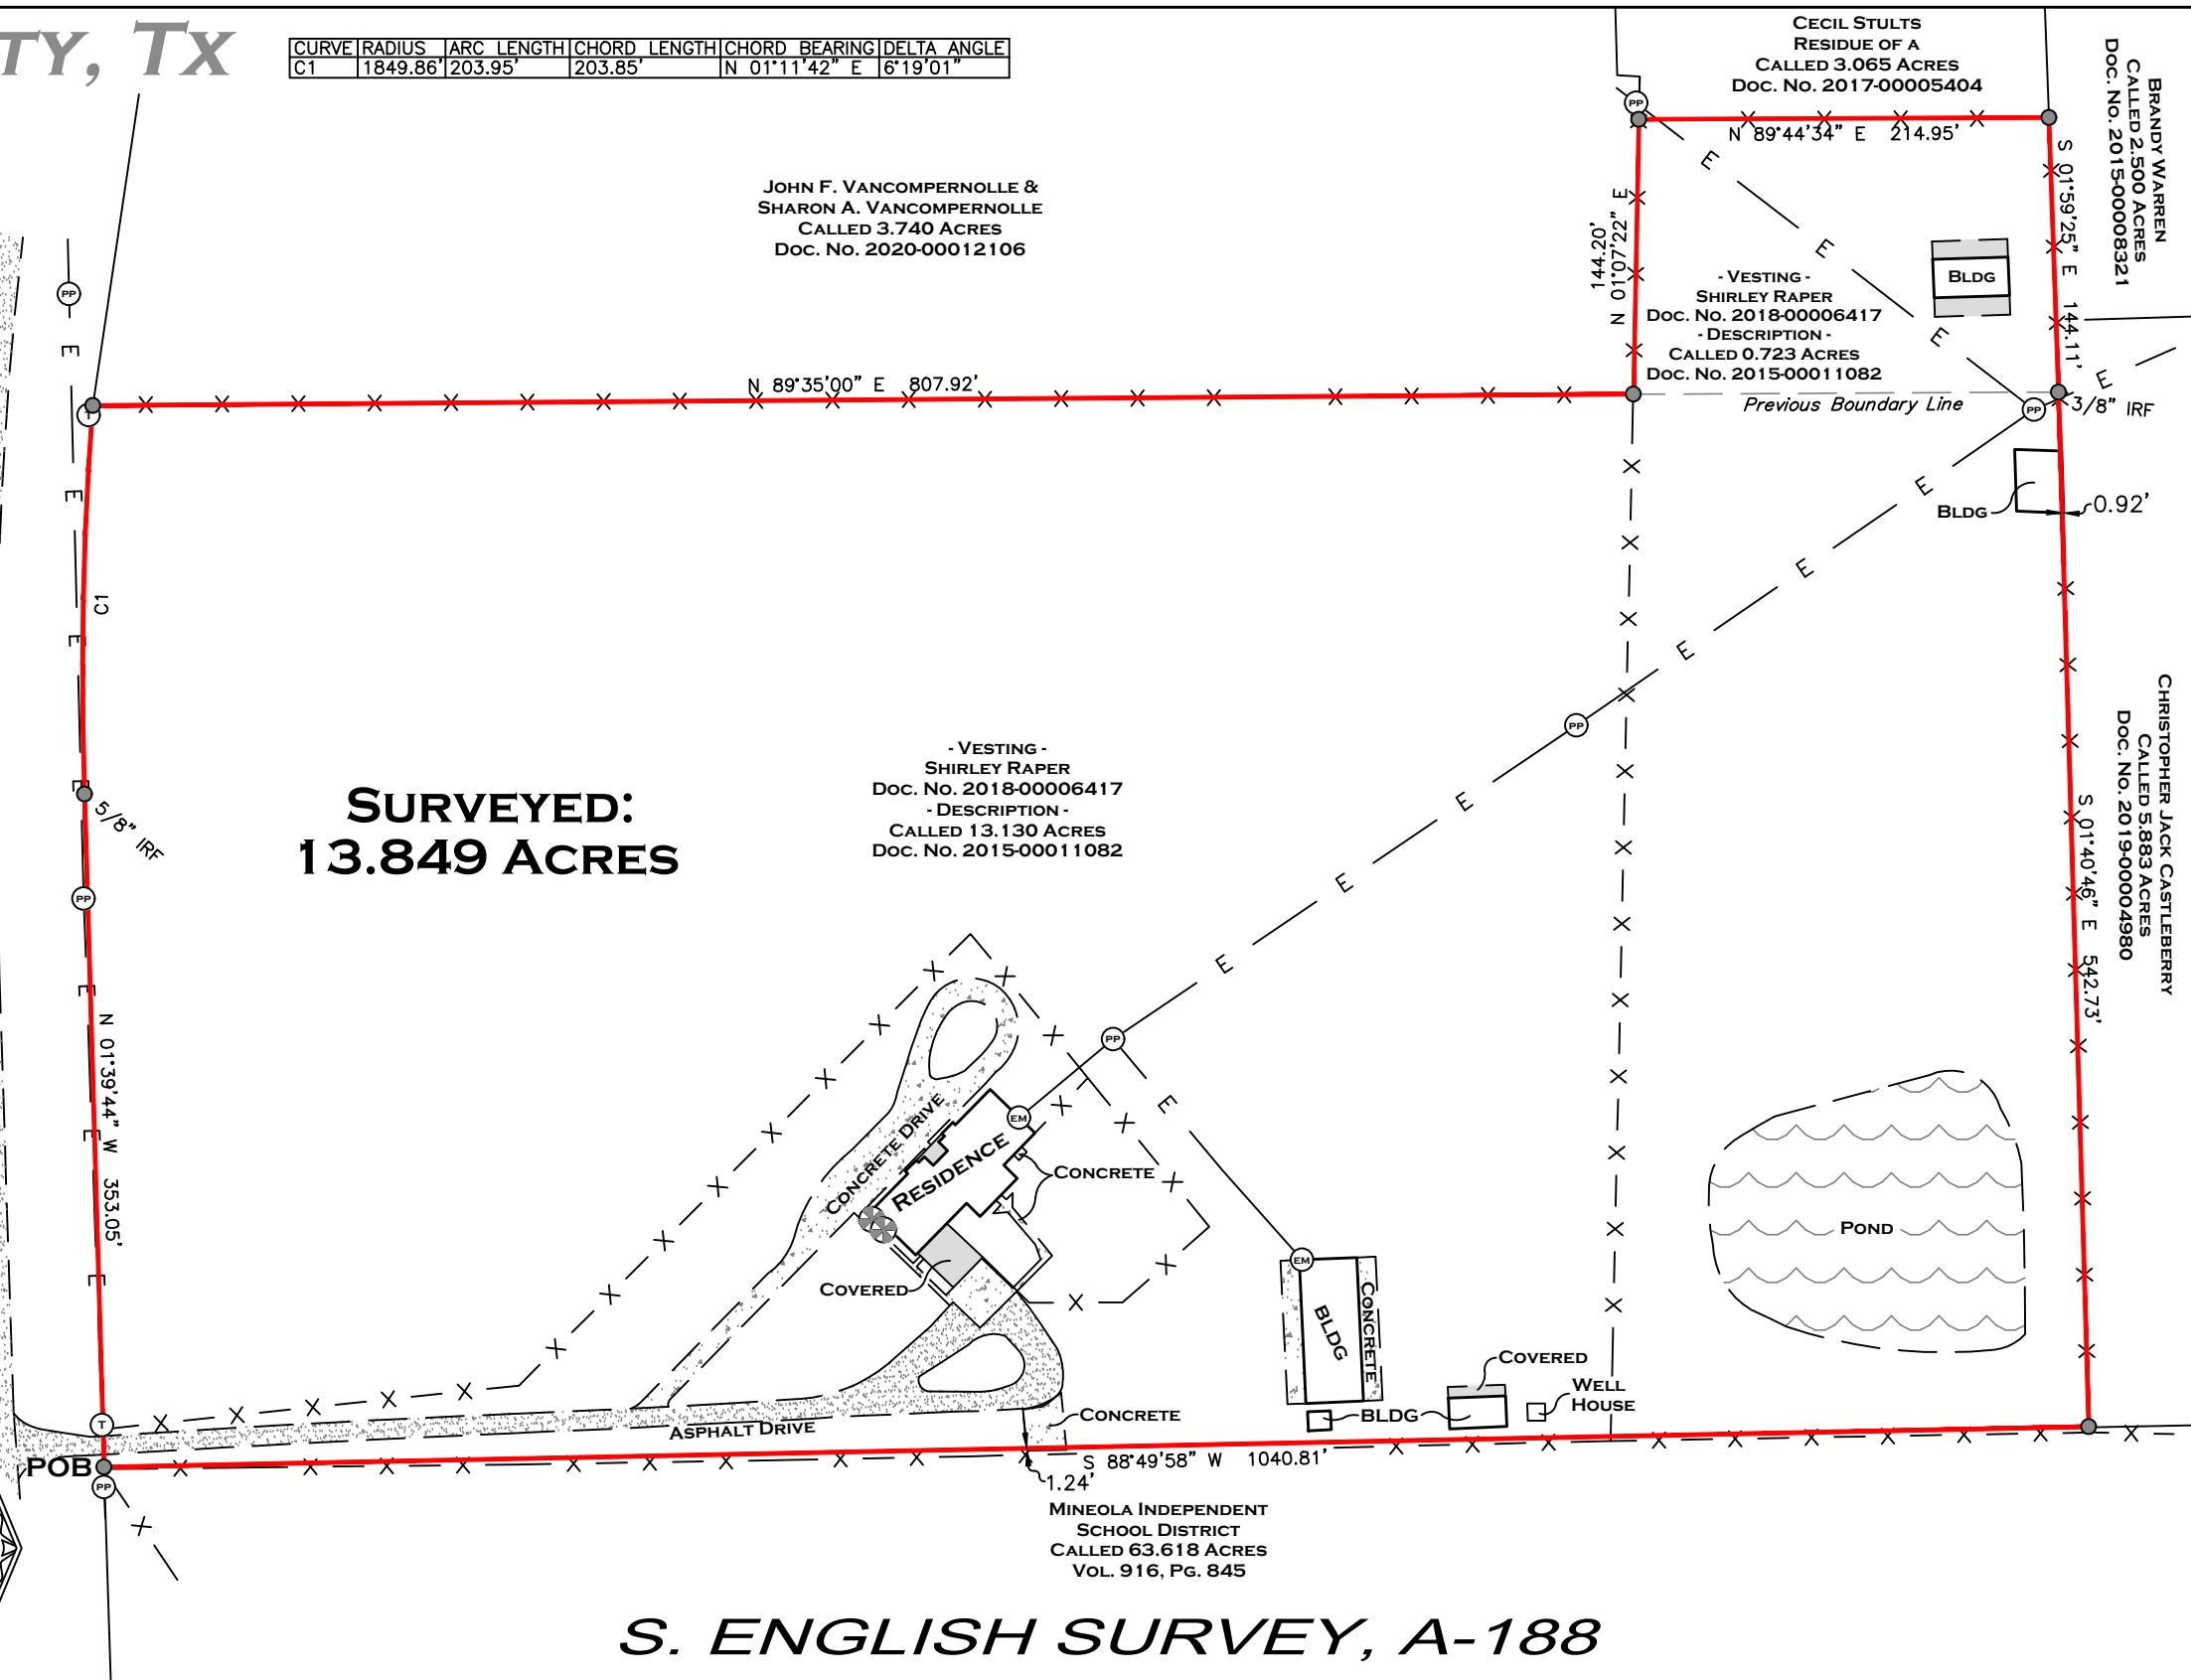 TY, TX
CURVE RADIUS ARC LENGTH CHORD LENGTH CHORD BEARING DELTA ANGLE
C1 1849.86' 203.95' 203.85' N 01°11'42" E 6°19'01"
CECIL STULTS
RESIDUE OF A
CALLED 3.065 ACRES
DOC. NO. 2017-00005404
BRANDY WARREN
CALLED 2.500 ACRES
DOC. NO. 2015-00008321
PP
N 89°44'34" E 214.95'
S 01°59'25" E 144.11'
JOHN F. VANCOMPERNOLLE &
SHARON A. VANCOMPERNOLLE
CALLED 3.740 ACRES
DOC. NO. 2020-00012106
144.20'
N 01°07'22" E
E
E
E
BLDG
- VESTING -
SHIRLEY RAPER
DOC. NO. 2018-00006417
- DESCRIPTION -
CALLED 0.723 ACRES
DOC. NO. 2015-00011082
PP
E
T
N 89°35'00" E 807.92'
Previous Boundary Line
PP
E
3/8" IRF
BLDG
0.92'
E
E
E
E
E
E
E
PP
C1
E
E
E
5/8" IRF
PP
SURVEYED:
13.849 ACRES
- VESTING -
SHIRLEY RAPER
DOC. NO. 2018-00006417
- DESCRIPTION -
CALLED 13.130 ACRES
DOC. NO. 2015-00011082
CHRISTOPHER JACK CASTLEBERRY
CALLED 5.883 ACRES
DOC. NO. 2019-00004980
S 01°40'46" E 542.73'
E
E
E
N 01°39'44" W 353.05'
PP
E
EM
CONCRETE DRIVE
RESIDENCE
CONCRETE
COVERED
EM
BLDG
CONCRETE
POND
COVERED
WELL
HOUSE
BLDG
CONCRETE
ASPHALT DRIVE
T
POB
PP
S 88°49'58" W 1040.81'
1.24'
MINEOLA INDEPENDENT
SCHOOL DISTRICT
CALLED 63.618 ACRES
VOL. 916, PG. 845
S. ENGLISH SURVEY, A-188